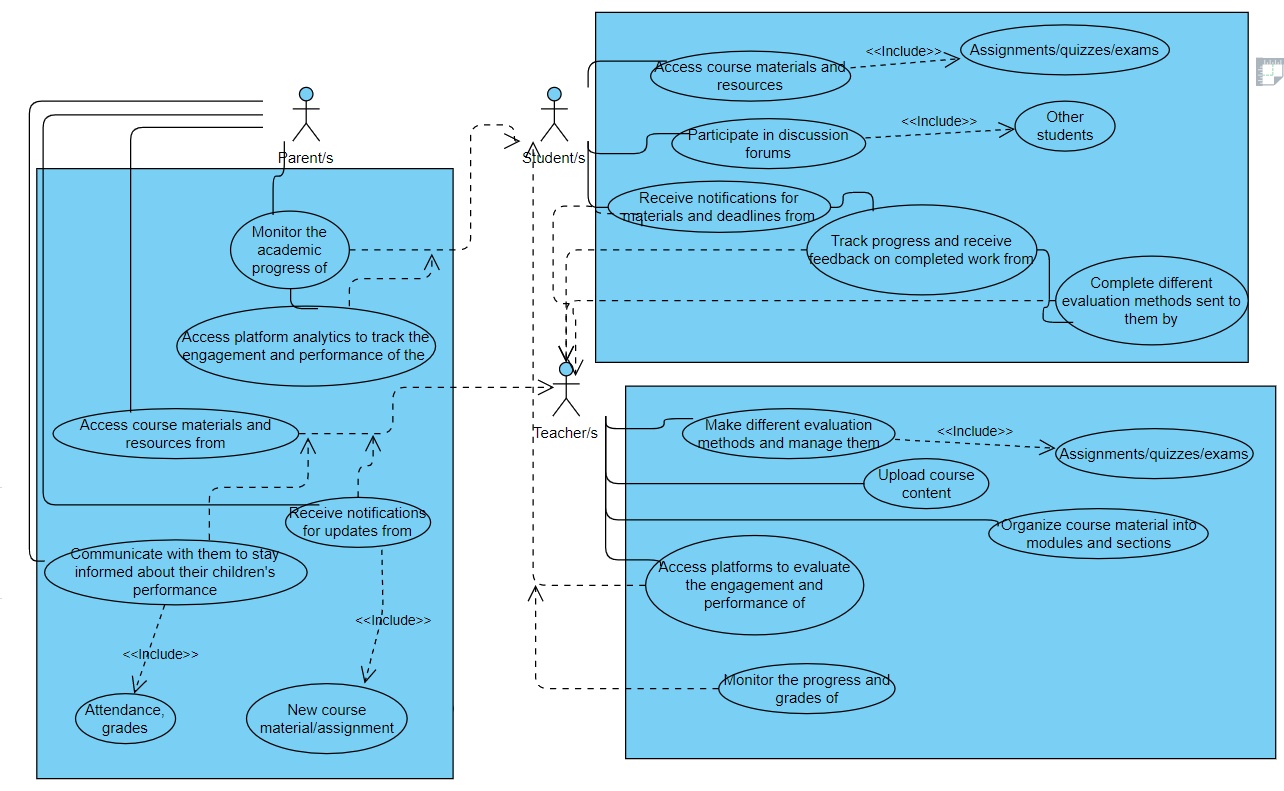 Parent/s
Monitor the
academic
progress of
Access platform analytics to track the
engagement and performance of the
Access course materials and
resources from
Receive notifications
for updates from
Communicate with them to stay
informed about their children's
performance
<<Include>>
<<Include>>
Attendance,
grades
New course
material/assignment
Student/s
Access course materials and
resources
<<Include>>
Assignments/quizzes/exams
Participate in discussion
forums
<<Include>>
Other
students
Receive notifications for
materials and deadlines from
Track progress and receive
feedback on completed work from
Complete different
evaluation methods sent to
them by
Teacher/s
Make different evaluation
methods and manage them
<<Include>>
Assignments/quizzes/exams
Upload course
content
Organize course material into
modules and sections
Access platforms to evaluate
the engagement and
performance of
Monitor the progress and
grades of